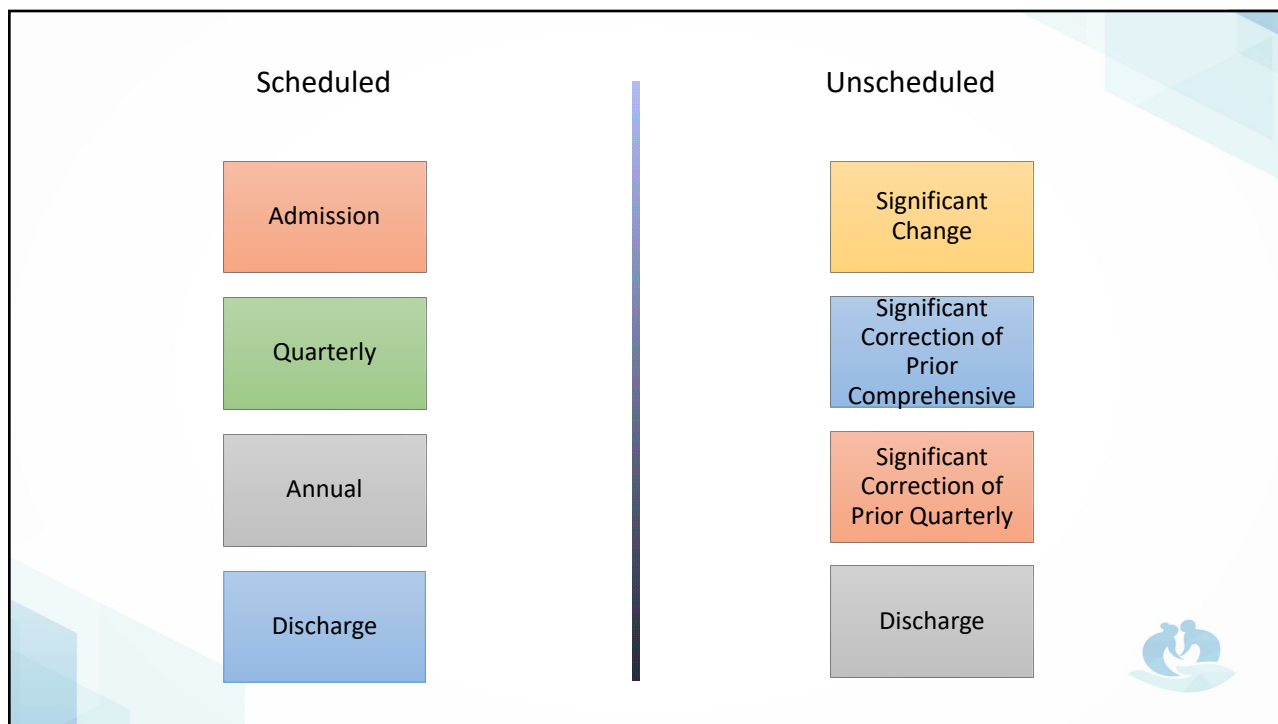 Scheduled
Admission
Quarterly
Annual
Discharge
Unscheduled
Significant
Change
Significant
Correction of
Prior
Comprehensive
Significant
Correction of
Prior Quarterly
Discharge